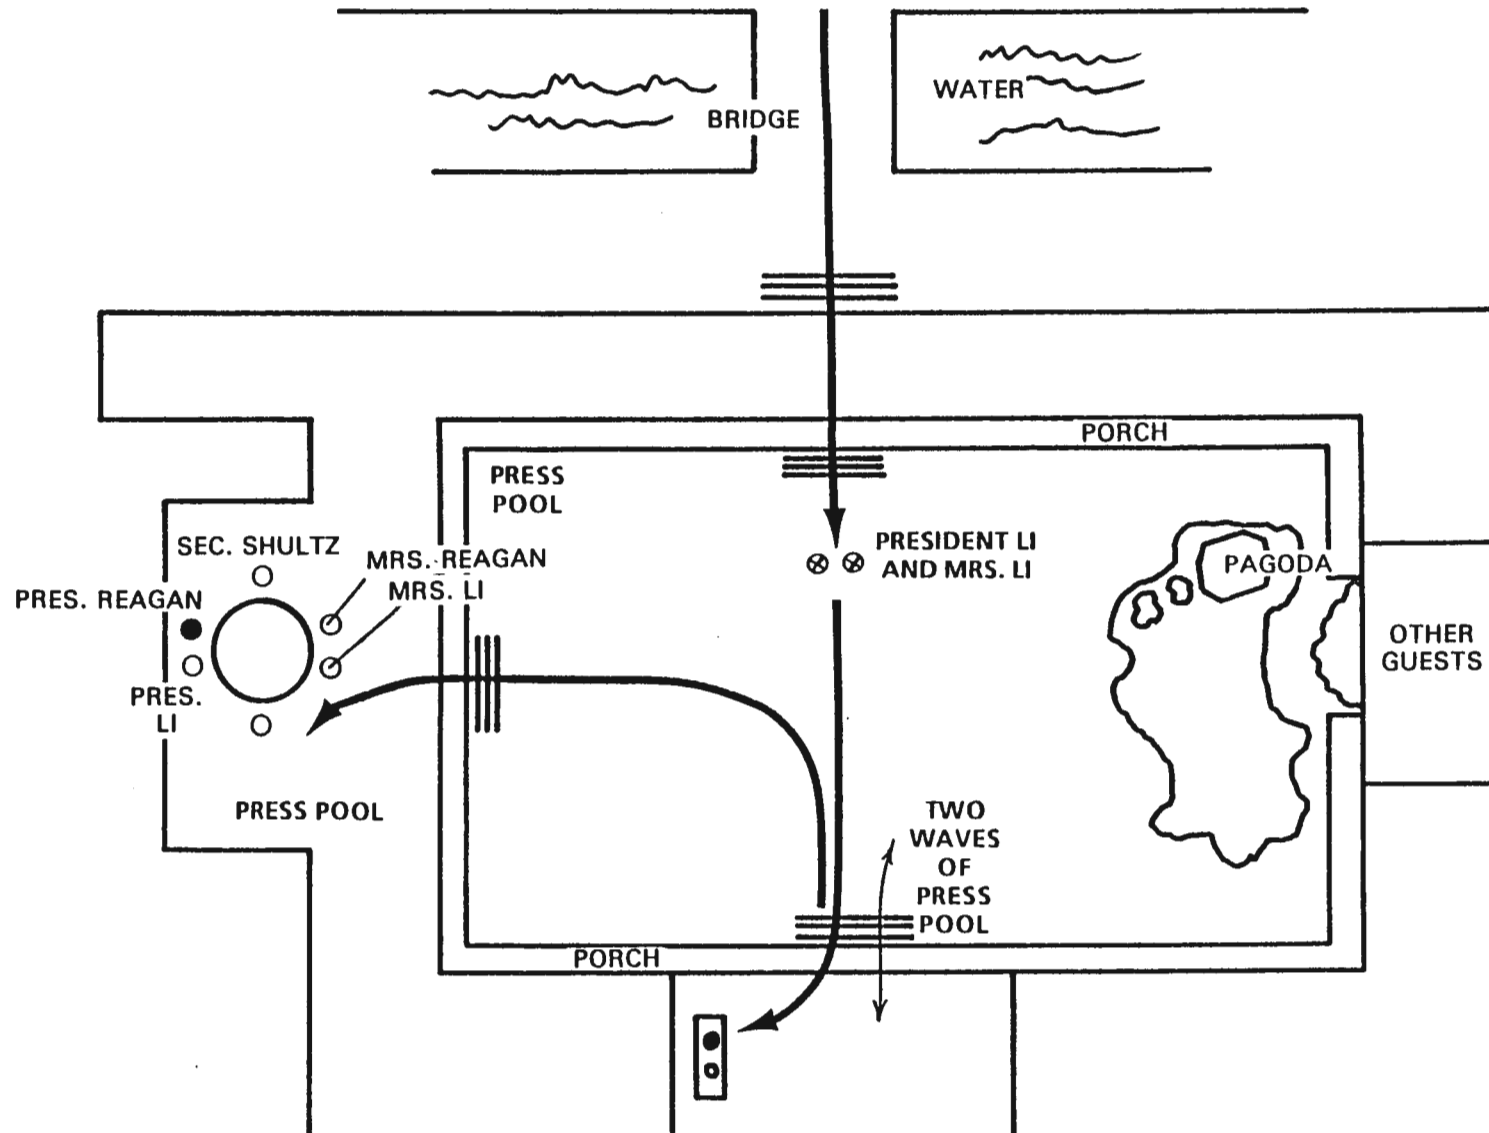 WATER
BRIDGE
PORCH
PRESS
POOL
SEC. SHULTZ
MRS. REAGAN
MRS. LI
PRES. REAGAN
PRES.
LI
PRESIDENT LI
AND MRS. LI
PAGODA
OTHER
GUESTS
PRESS POOL
TWO
WAVES
OF
PRESS
POOL
PORCH